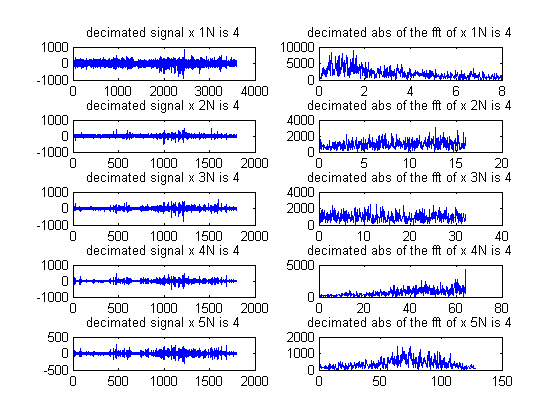 decimated signal x 1N is 4
1000
0
-1000
0 1000 2000 3000 4000
decimated abs of the fft of x 1N is 4
10000
5000
0
0 2 4 6 8
decimated signal x 2N is 4
1000
0
-1000
0 500 1000 1500 2000
decimated abs of the fft of x 2N is 4
4000
2000
0
0 5 10 15 20
decimated signal x 3N is 4
1000
0
-1000
0 500 1000 1500 2000
decimated abs of the fft of x 3N is 4
4000
2000
0
0 10 20 30 40
decimated signal x 4N is 4
1000
0
-1000
0 500 1000 1500 2000
decimated abs of the fft of x 4N is 4
5000
0
0 20 40 60 80
decimated signal x 5N is 4
500
0
-500
0 500 1000 1500 2000
decimated abs of the fft of x 5N is 4
2000
1000
0
0 50 100 150